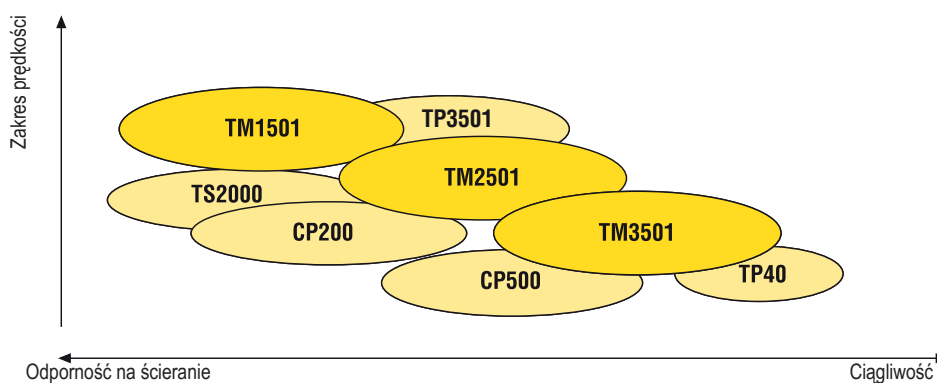 Zakres prędkości
TP3501
TM1501
TM2501
TS2000
CP200
TM3501
TP40
CP500
Odporność na ścieranie
Ciągliwość